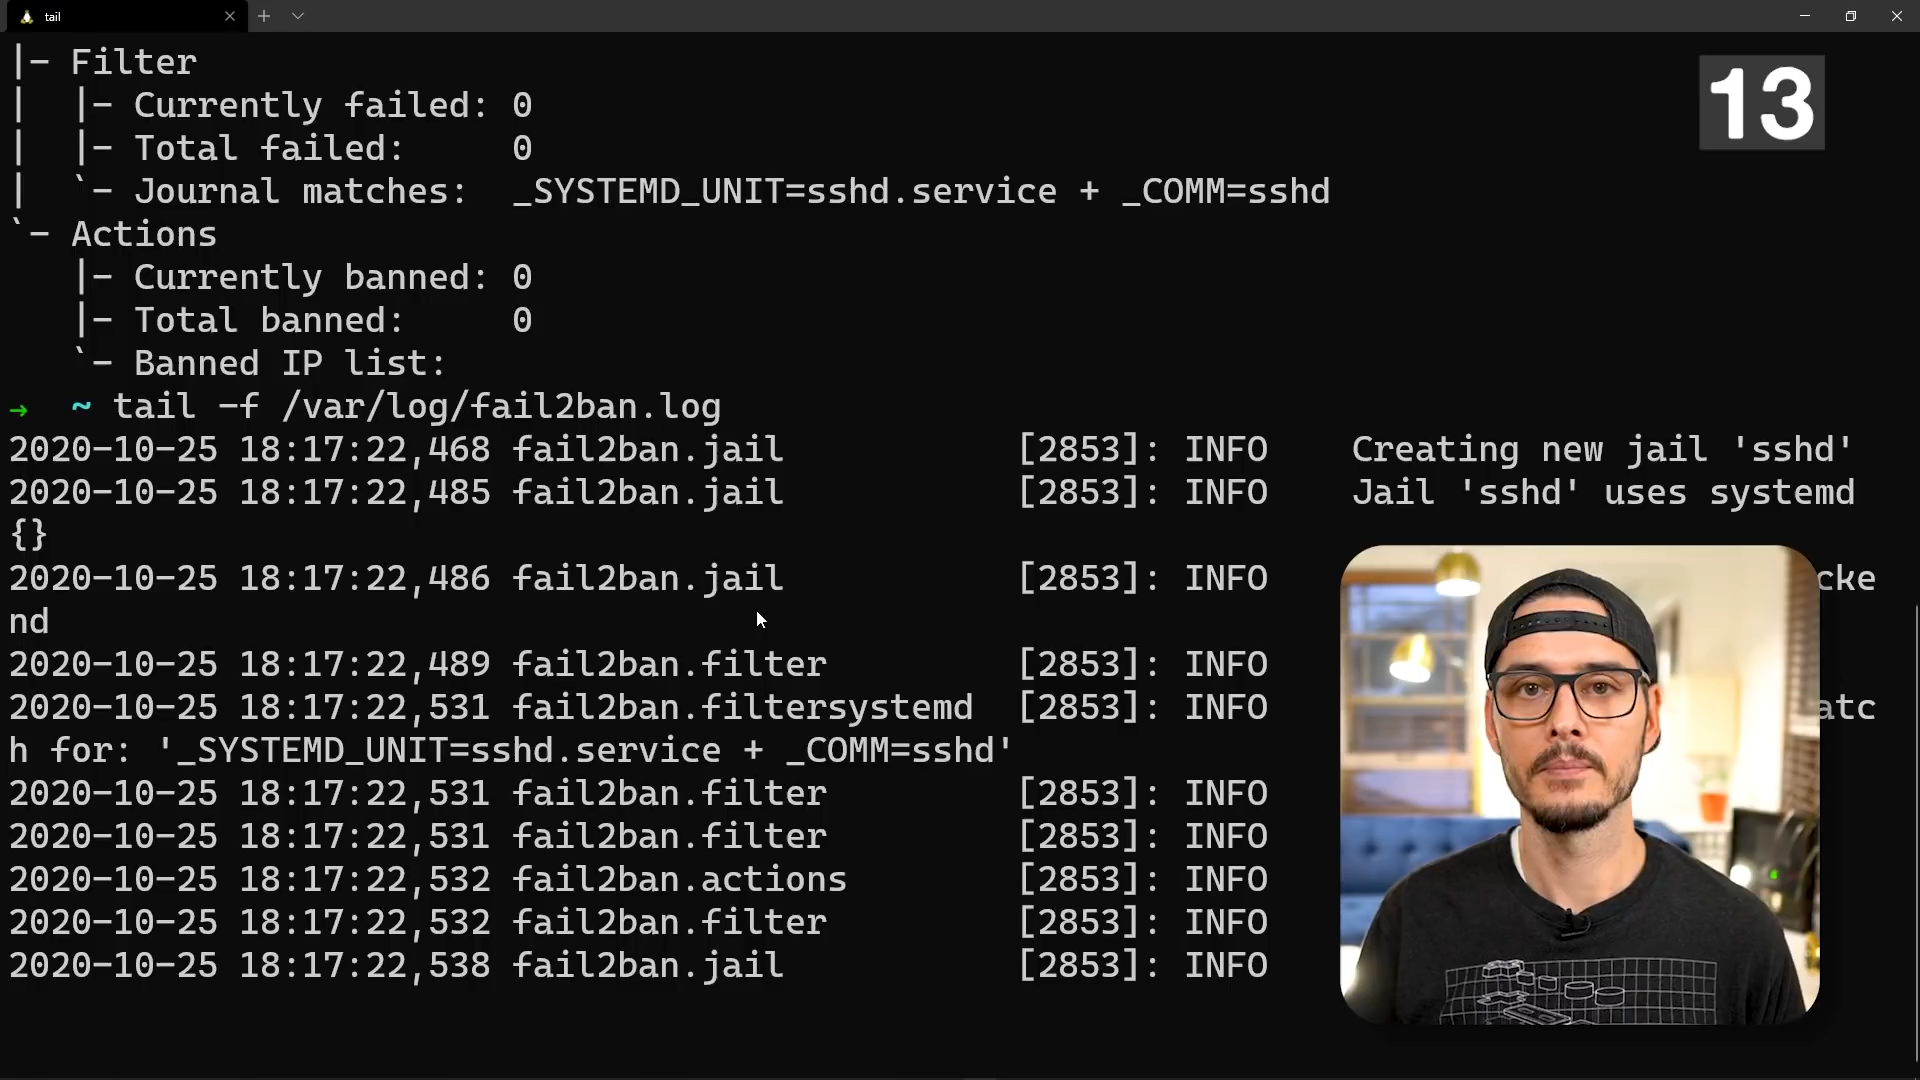 tail
|- Filter
|  |- Currently failed: 0
|  |- Total failed:     0
|  `- Journal matches:  _SYSTEMD_UNIT=sshd.service + _COMM=sshd
`- Actions
   |- Currently banned: 0
   |- Total banned:     0
   `- Banned IP list:
→  ~ tail -f /var/log/fail2ban.log
2020-10-25 18:17:22,468 fail2ban.jail           [2853]: INFO    Creating new jail 'sshd'
2020-10-25 18:17:22,485 fail2ban.jail           [2853]: INFO    Jail 'sshd' uses systemd
{}
2020-10-25 18:17:22,486 fail2ban.jail           [2853]: INFO    cke
nd
2020-10-25 18:17:22,489 fail2ban.filter         [2853]: INFO
2020-10-25 18:17:22,531 fail2ban.filtersystemd  [2853]: INFO    atc
h for: '_SYSTEMD_UNIT=sshd.service + _COMM=sshd'
2020-10-25 18:17:22,531 fail2ban.filter         [2853]: INFO
2020-10-25 18:17:22,531 fail2ban.filter         [2853]: INFO
2020-10-25 18:17:22,532 fail2ban.actions        [2853]: INFO
2020-10-25 18:17:22,532 fail2ban.filter         [2853]: INFO
2020-10-25 18:17:22,538 fail2ban.jail           [2853]: INFO
13